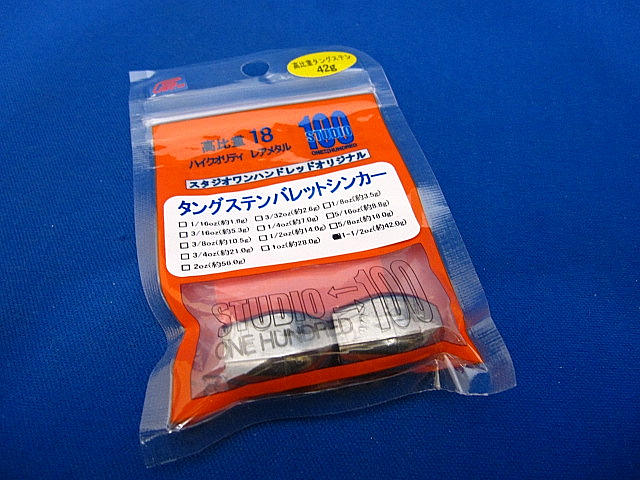 高比重タングステン
42g
高比重 18
ハイクオリティ レアメタル
100
STUDIO
ONE HUNDRED
スタジオワンハンドレッドオリジナル
タングステンバレットシンカー
□ 1/16oz(約1.8g) □ 3/32oz(約2.6g) □ 1/8oz(約3.5g)
□ 3/16oz(約5.3g) □ 1/4oz(約7.0g) □ 5/16oz(約8.8g)
□ 3/8oz(約10.5g) □ 1/2oz(約14.0g) □ 5/8oz(約18.0g)
□ 3/4oz(約21.0g) □ 1oz(約28.0g) ■ 1-1/2oz(約42.0g)
□ 2oz(約56.0g)
STUDIO 100
ONE HUNDRED